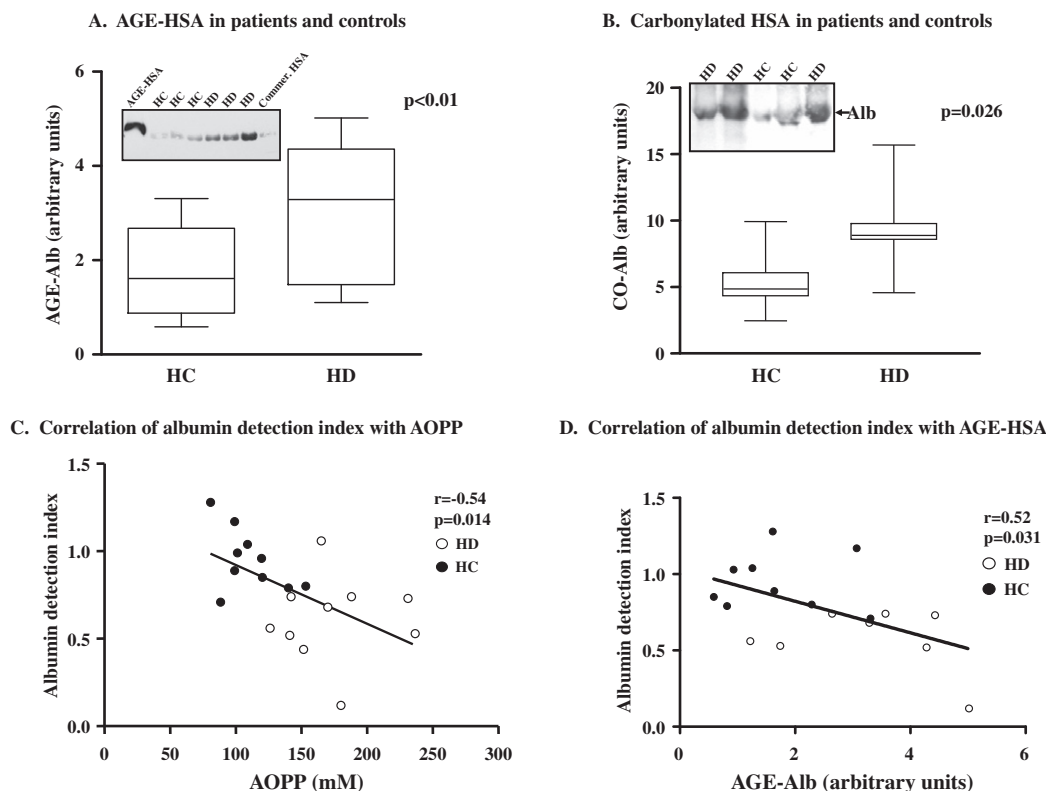 A. AGE-HSA in patients and controls
AGE-HSA HC HC HC HD HD HD Commer. HSA
p<0.01
AGE-Alb (arbitrary units)
6
4
2
0
HC HD
B. Carbonylated HSA in patients and controls
HD HD HC HC HD
Alb
p=0.026
CO-Alb (arbitrary units)
20
15
10
5
0
HC HD
C. Correlation of albumin detection index with AOPP
Albumin detection index
1.5
1.0
0.5
0.0
r=-0.54
p=0.014
HD
HC
0 50 100 150 200 250 300
AOPP (mM)
D. Correlation of albumin detection index with AGE-HSA
Albumin detection index
1.5
1.0
0.5
0.0
r=0.52
p=0.031
HD
HC
0 2 4 6
AGE-Alb (arbitrary units)